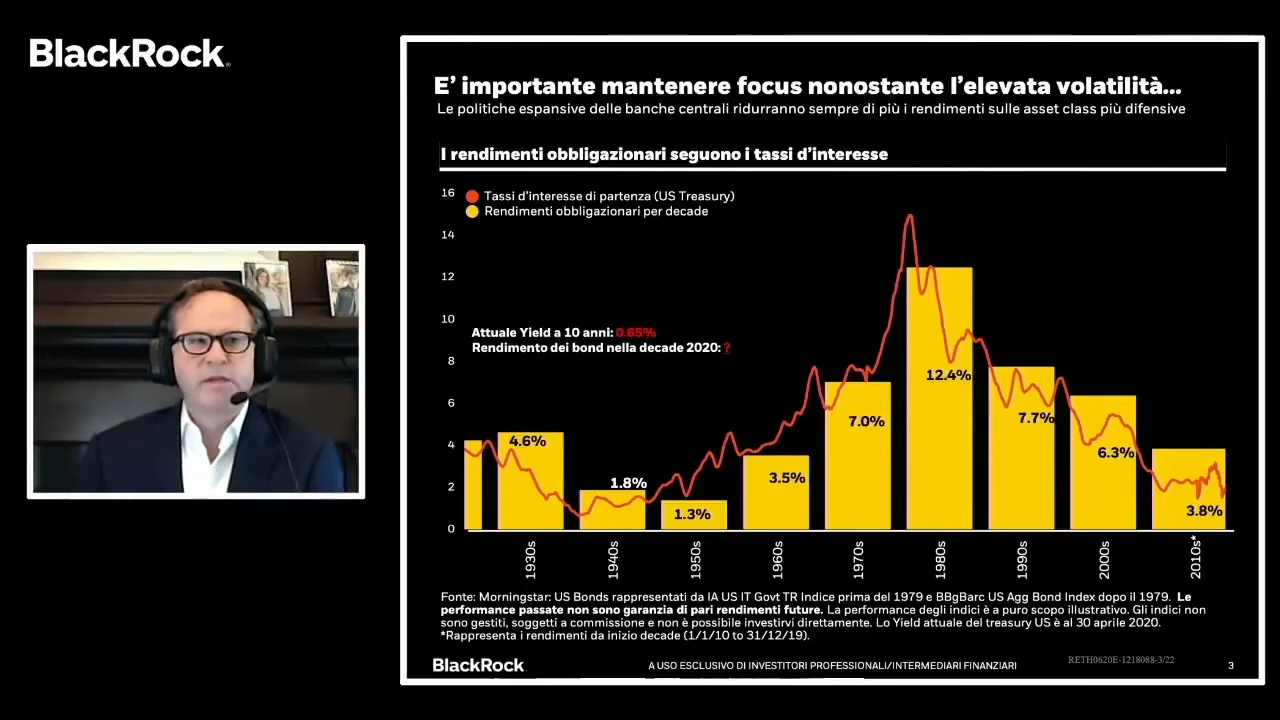 BlackRock.
E' importante mantenere focus nonostante l'elevata volatilità...
Le politiche espansive delle banche centrali ridurranno sempre di più i rendimenti sulle asset class più difensive
I rendimenti obbligazionari seguono i tassi d'interesse
16
14
12
10
8
6
4
2
0
Tassi d'interesse di partenza (US Treasury)
Rendimenti obbligazionari per decade
Attuale Yield a 10 anni: 0.65%
Rendimento dei bond nella decade 2020: ?
4.6%
1.8%
1.3%
3.5%
7.0%
12.4%
7.7%
6.3%
3.8%
1930s
1940s
1950s
1960s
1970s
1980s
1990s
2000s
2010s*
Fonte: Morningstar: US Bonds rappresentati da IA US IT Govt TR Indice prima del 1979 e BBgBarc US Agg Bond Index dopo il 1979. Le
performance passate non sono garanzia di pari rendimenti future. La performance degli indici è a puro scopo illustrativo. Gli indici non
sono gestiti, soggetti a commissione e non è possibile investirvi direttamente. Lo Yield attuale del treasury US è al 30 aprile 2020.
*Rappresenta i rendimenti da inizio decade (1/1/10 to 31/12/19).
BlackRock.
A USO ESCLUSIVO DI INVESTITORI PROFESSIONALI/INTERMEDIARI FINANZIARI
RETH0620E-1218088-3/22
3